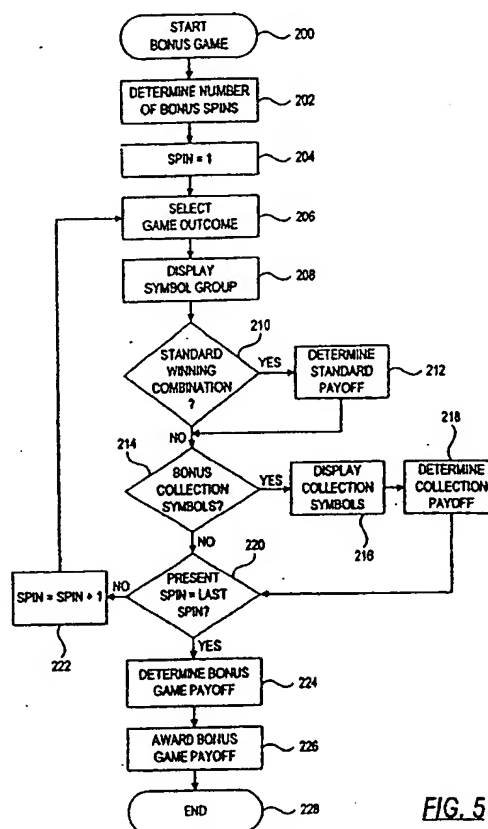 START
BONUS GAME
200
DETERMINE NUMBER
OF BONUS SPINS
202
SPIN = 1
204
SELECT
GAME OUTCOME
206
DISPLAY
SYMBOL GROUP
208
210
STANDARD
WINNING
COMBINATION
?
YES
DETERMINE
STANDARD
PAYOFF
212
NO
214
BONUS
COLLECTION
SYMBOLS?
YES
DISPLAY
COLLECTION
SYMBOLS
216
218
DETERMINE
COLLECTION
PAYOFF
NO
220
PRESENT
SPIN = LAST
SPIN?
NO
SPIN = SPIN + 1
222
YES
DETERMINE BONUS
GAME PAYOFF
224
AWARD BONUS
GAME PAYOFF
226
END
228
FIG. 5